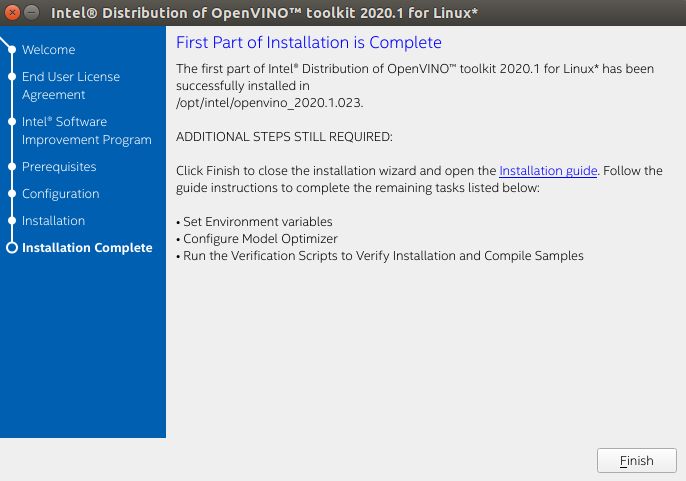 Intel® Distribution of OpenVINO™ toolkit 2020.1 for Linux*
Welcome
End User License
Agreement
Intel® Software
Improvement Program
Prerequisites
Configuration
Installation
Installation Complete
First Part of Installation is Complete
The first part of Intel® Distribution of OpenVINO™ toolkit 2020.1 for Linux* has been
successfully installed in
/opt/intel/openvino_2020.1.023.
ADDITIONAL STEPS STILL REQUIRED:
Click Finish to close the installation wizard and open the Installation guide. Follow the
guide instructions to complete the remaining tasks listed below:
• Set Environment variables
• Configure Model Optimizer
• Run the Verification Scripts to Verify Installation and Compile Samples
Finish